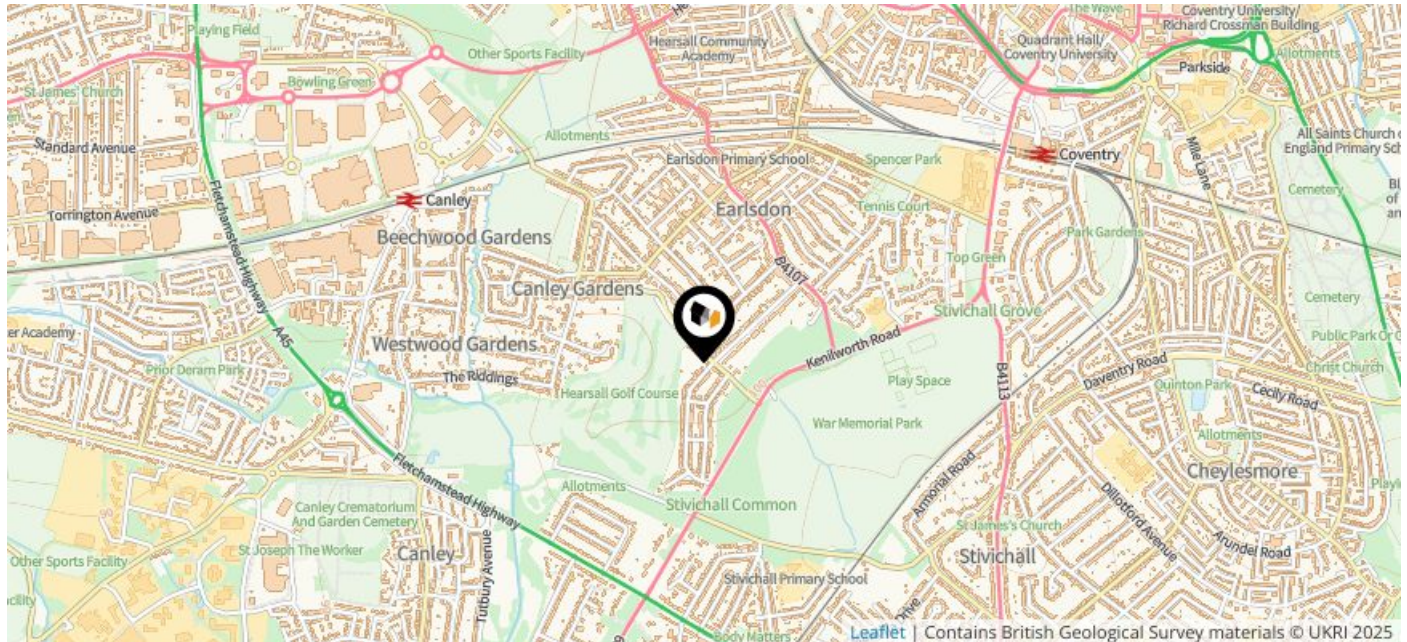 Playing Field
Other Sports Facility
Hearsall Community
Academy
The Wave
Coventry University/
Richard Crossman Building
Quadrant Hall/
Coventry University
Allotments
Parkside
St James' Church
Bowling Green
Standard Avenue
Allotments
Earlsdon Primary School
Spencer Park
Coventry
Mile Lane
All Saints Church of
England Primary Sch
Fletchamstead Highway
Torrington Avenue
Canley
Earlsdon
Tennis Court
Cemetery
Beechwood Gardens
Park Gardens
B4107
Top Green
Canley Gardens
Stivichall Grove
Cemetery
er Academy
A45
Westwood Gardens
Kenilworth Road
Public Park Or
Prior Deram Park
The Riddings
Play Space
B4113
Daventry Road
Christ Church
Quinton Park
Cecily Road
Hearsall Golf Course
War Memorial Park
Allotments
Fletchamstead Highway
Armorial Road
Cheylesmore
Allotments
Stivichall Common
Dillotford Avenue
Canley Crematorium
And Garden Cemetery
St James's Church
Arundel Road
Other Sports Facility
St Joseph The Worker
Canley
Tutbury Avenue
Stivichall
Stivichall Primary School
Body Matters
Leaflet | Contains British Geological Survey materials © UKRI 2025